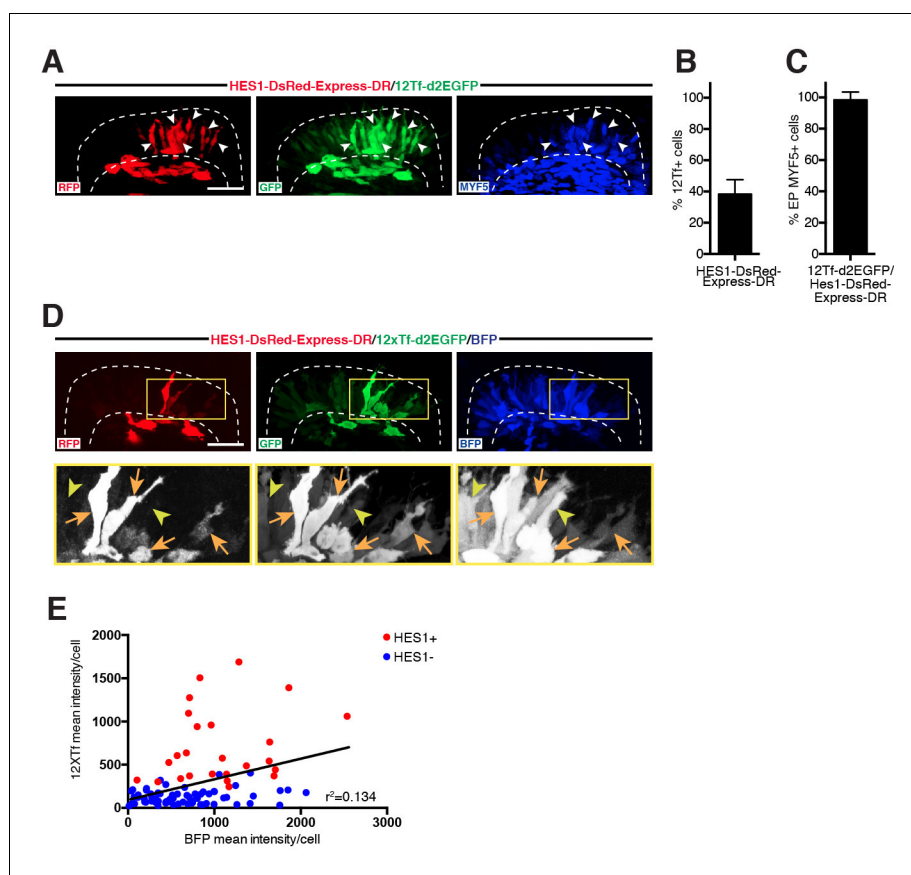 A
HES1-DsRed-Express-DR/12Tf-d2EGFP
RFP
GFP
MYF5
B
% 12Tf+ cells
100
80
60
40
20
0
HES1-DsRed-
Express-DR
C
% EP MYF5+ cells
100
80
60
40
20
0
12Tf-d2EGFP/
Hes1-DsRed-
Express-DR
D
HES1-DsRed-Express-DR/12xTf-d2EGFP/BFP
RFP
GFP
BFP
E
12XTf mean intensity/cell
2000
1500
1000
500
0
HES1+
HES1-
r²=0.134
0
1000
2000
3000
BFP mean intensity/cell